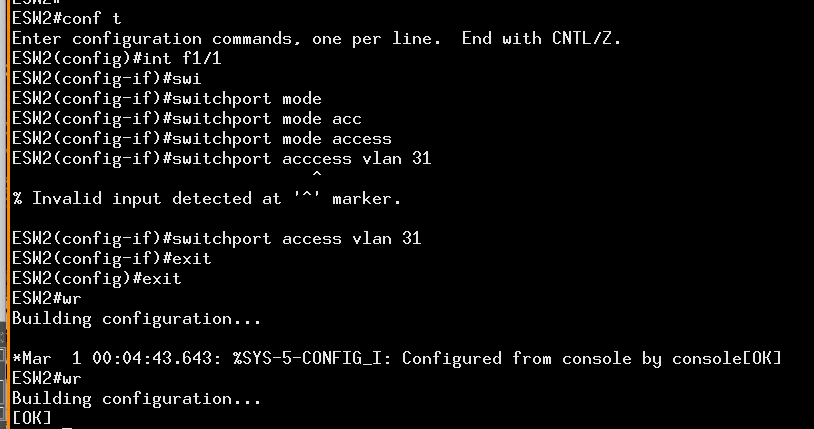 ESW2#
ESW2#conf t
Enter configuration commands, one per line.  End with CNTL/Z.
ESW2(config)#int f1/1
ESW2(config-if)#swi
ESW2(config-if)#switchport mode
ESW2(config-if)#switchport mode acc
ESW2(config-if)#switchport mode access
ESW2(config-if)#switchport acccess vlan 31
                              ^
% Invalid input detected at '^' marker.
ESW2(config-if)#switchport access vlan 31
ESW2(config-if)#exit
ESW2(config)#exit
ESW2#wr
Building configuration...
*Mar  1 00:04:43.643: %SYS-5-CONFIG_I: Configured from console by console[OK]
ESW2#wr
Building configuration...
[OK]